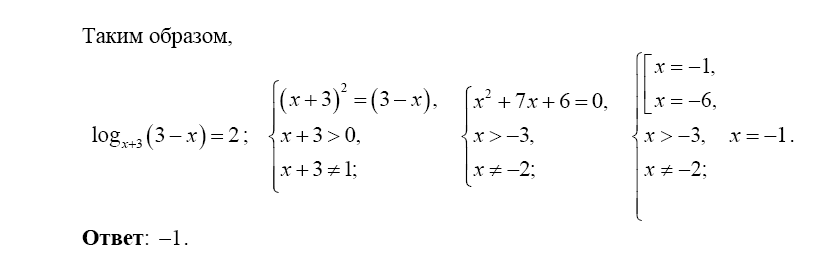 Таким образом,
log_{x+3}(3−x)=2; { (x+3)^2=(3−x), x+3>0, x+3≠1; { x^2+7x+6=0, x>−3, x≠−2; { [ x=−1, x=−6, x>−3, x≠−2; x=−1.
Ответ: −1.